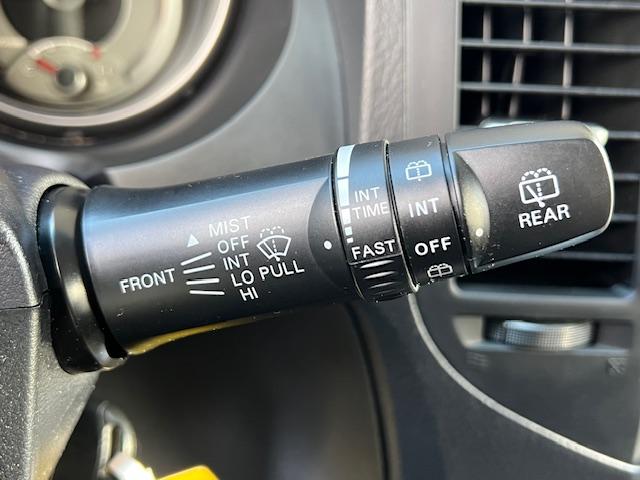 FRONT
MIST
OFF
INT
LO PULL
HI
INT
TIME
FAST
INT
OFF
REAR